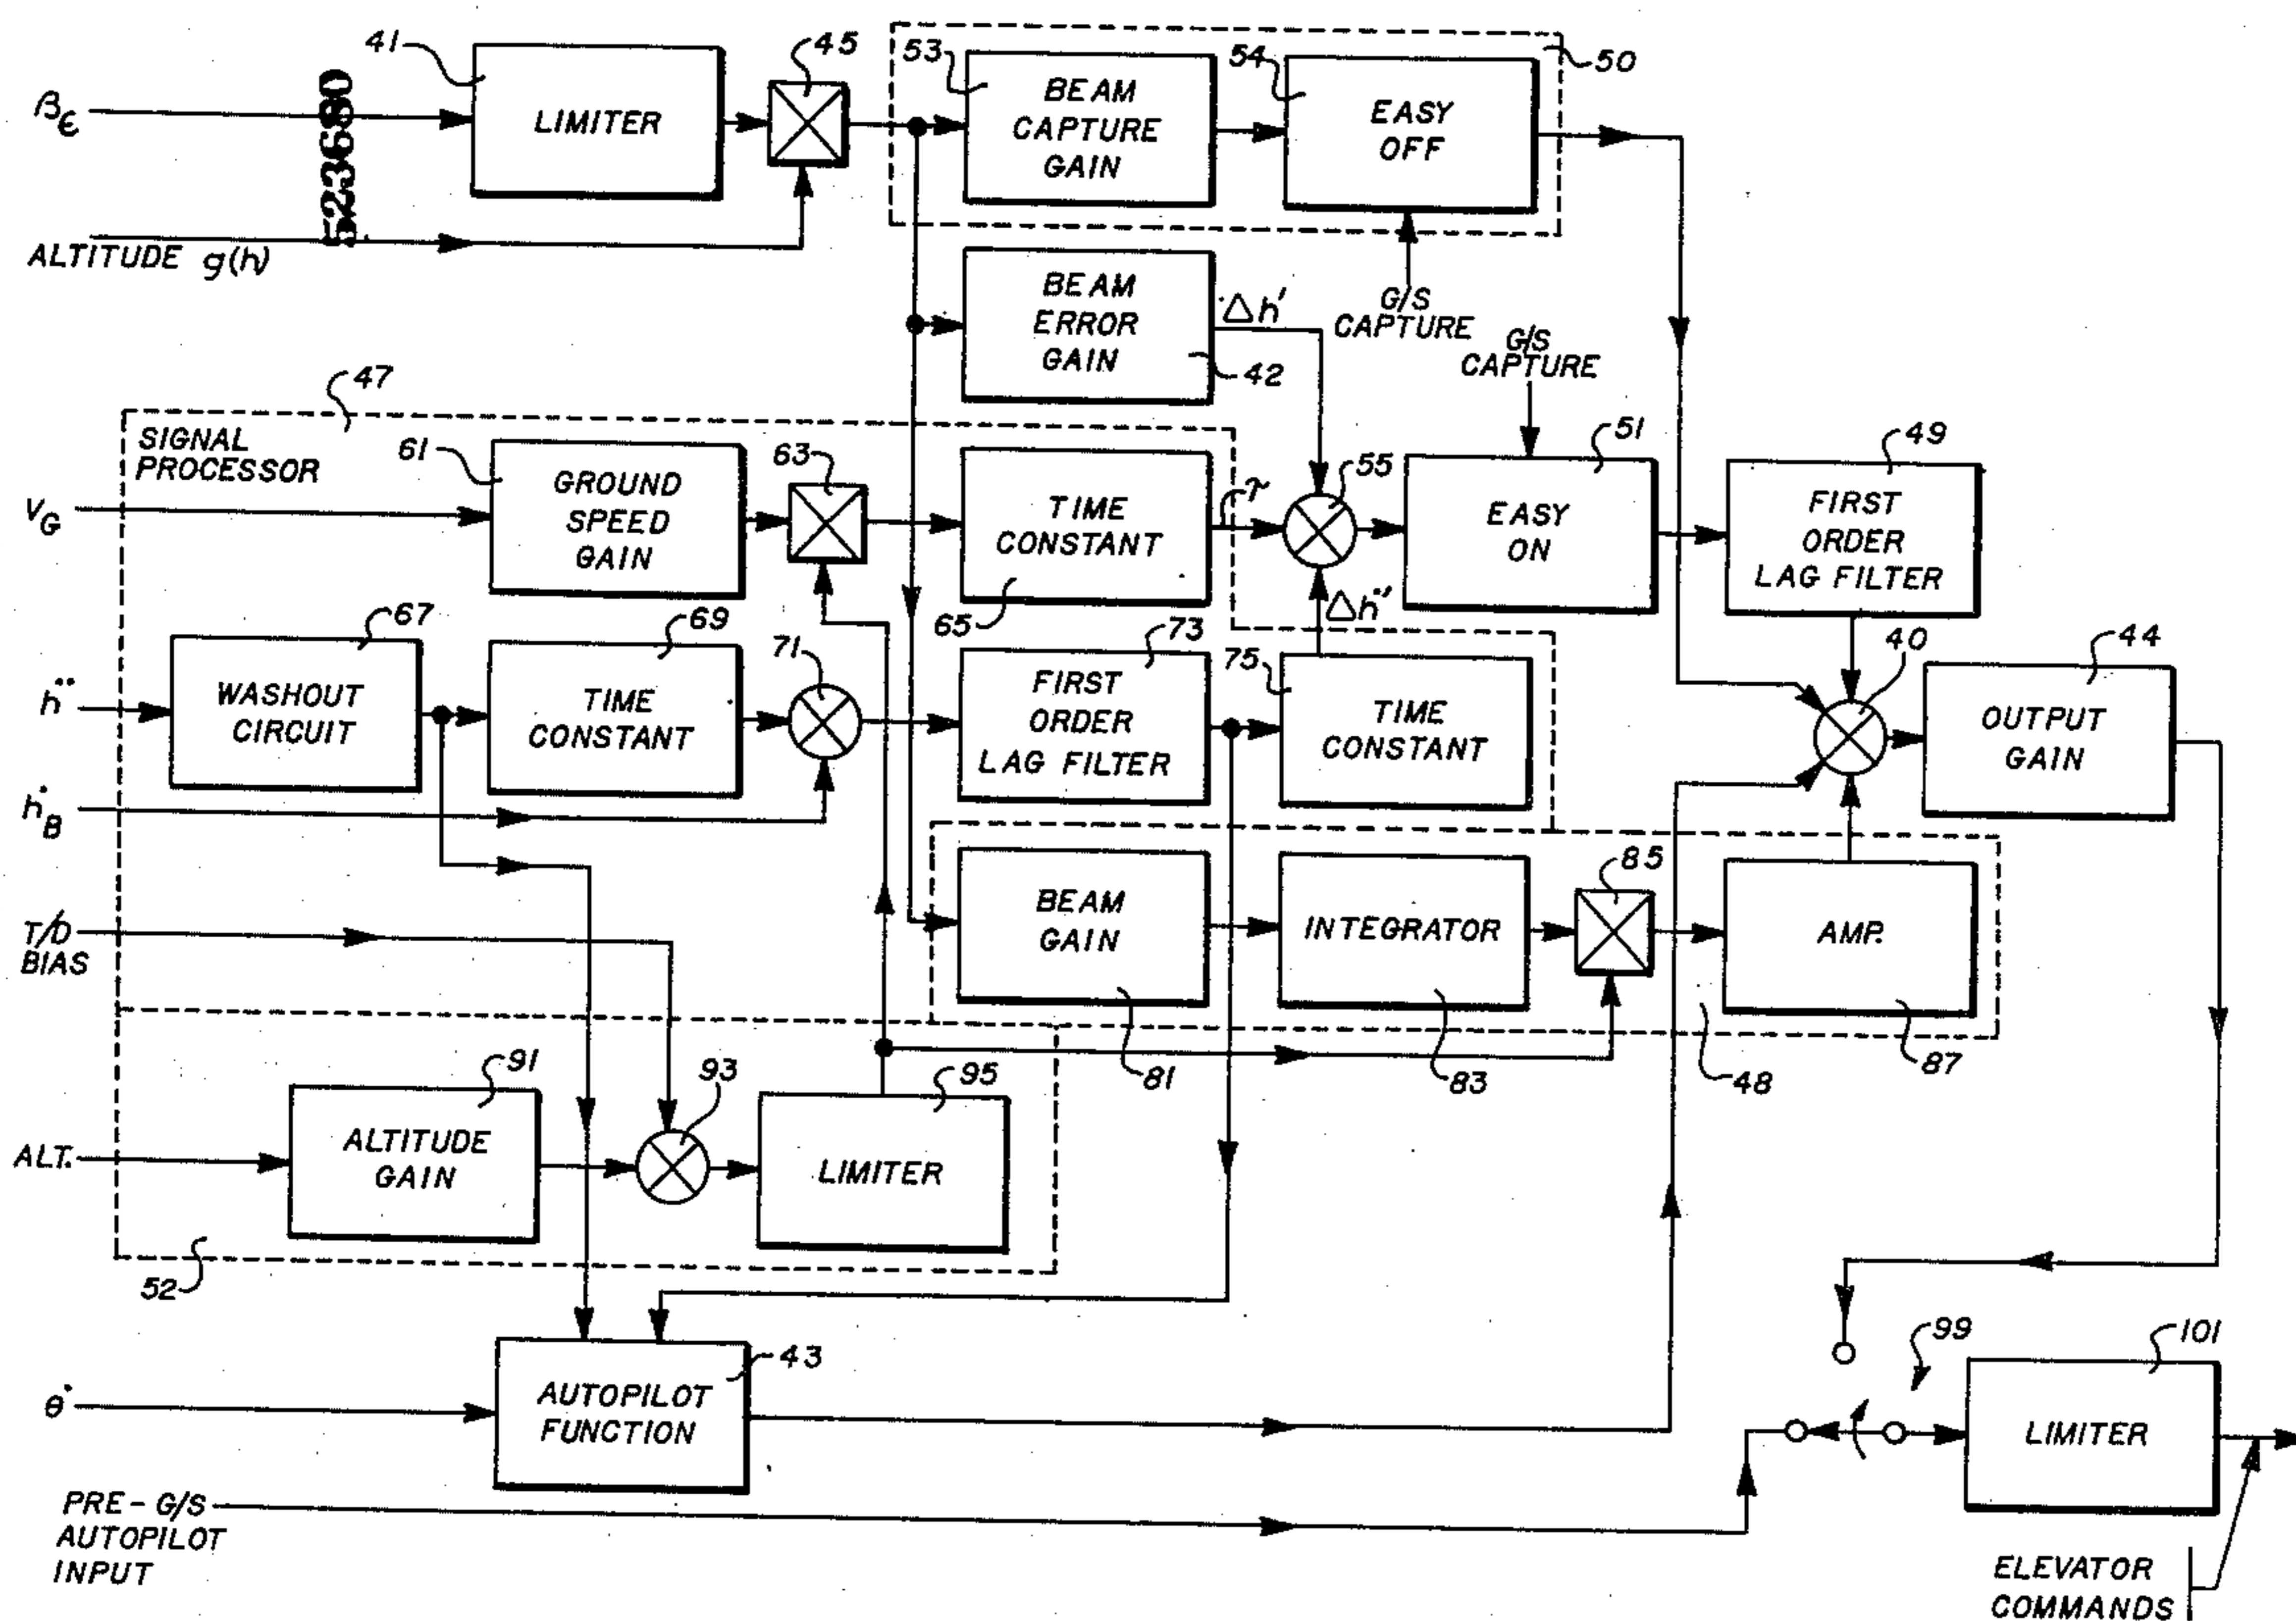 41
45
53
54
50
βϵ
LIMITER
BEAM
CAPTURE
GAIN
EASY
OFF
523680
ALTITUDE g(h)
BEAM
ERROR
GAIN
Δh′
42
G/S
CAPTURE
G/S
CAPTURE
47
SIGNAL
PROCESSOR
61
GROUND
SPEED
GAIN
63
TIME
CONSTANT
65
55
51
EASY
ON
49
FIRST
ORDER
LAG FILTER
V_G
67
69
71
73
75
Δḧ′
40
44
ḧ
WASHOUT
CIRCUIT
TIME
CONSTANT
FIRST
ORDER
LAG FILTER
TIME
CONSTANT
OUTPUT
GAIN
ḣ_B
T/D
BIAS
BEAM
GAIN
INTEGRATOR
85
AMP.
81
83
48
87
91
93
95
ALT.
ALTITUDE
GAIN
LIMITER
52
43
θ̇
AUTOPILOT
FUNCTION
99
101
LIMITER
PRE-G/S
AUTOPILOT
INPUT
ELEVATOR
COMMANDS